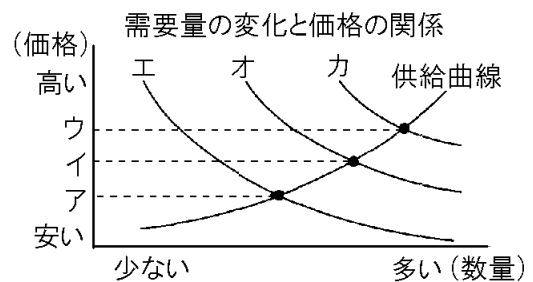 需要量の変化と価格の関係
(価格)
高い
エ オ カ 供給曲線
ウ
イ
ア
安い
少ない 多い(数量)